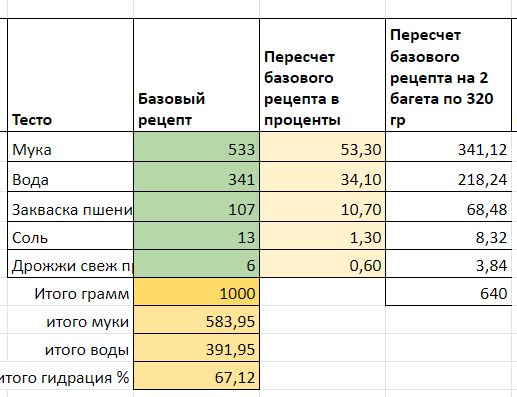 Тесто Базовый рецепт Пересчет базового рецепта в проценты Пересчет базового рецепта на 2 багета по 320 гр
Мука 533 53,30 341,12
Вода 341 34,10 218,24
Закваска пшени 107 10,70 68,48
Соль 13 1,30 8,32
Дрожжи свеж п 6 0,60 3,84
Итого грамм 1000 640
итого муки 583,95
итого воды 391,95
итого гидрация % 67,12